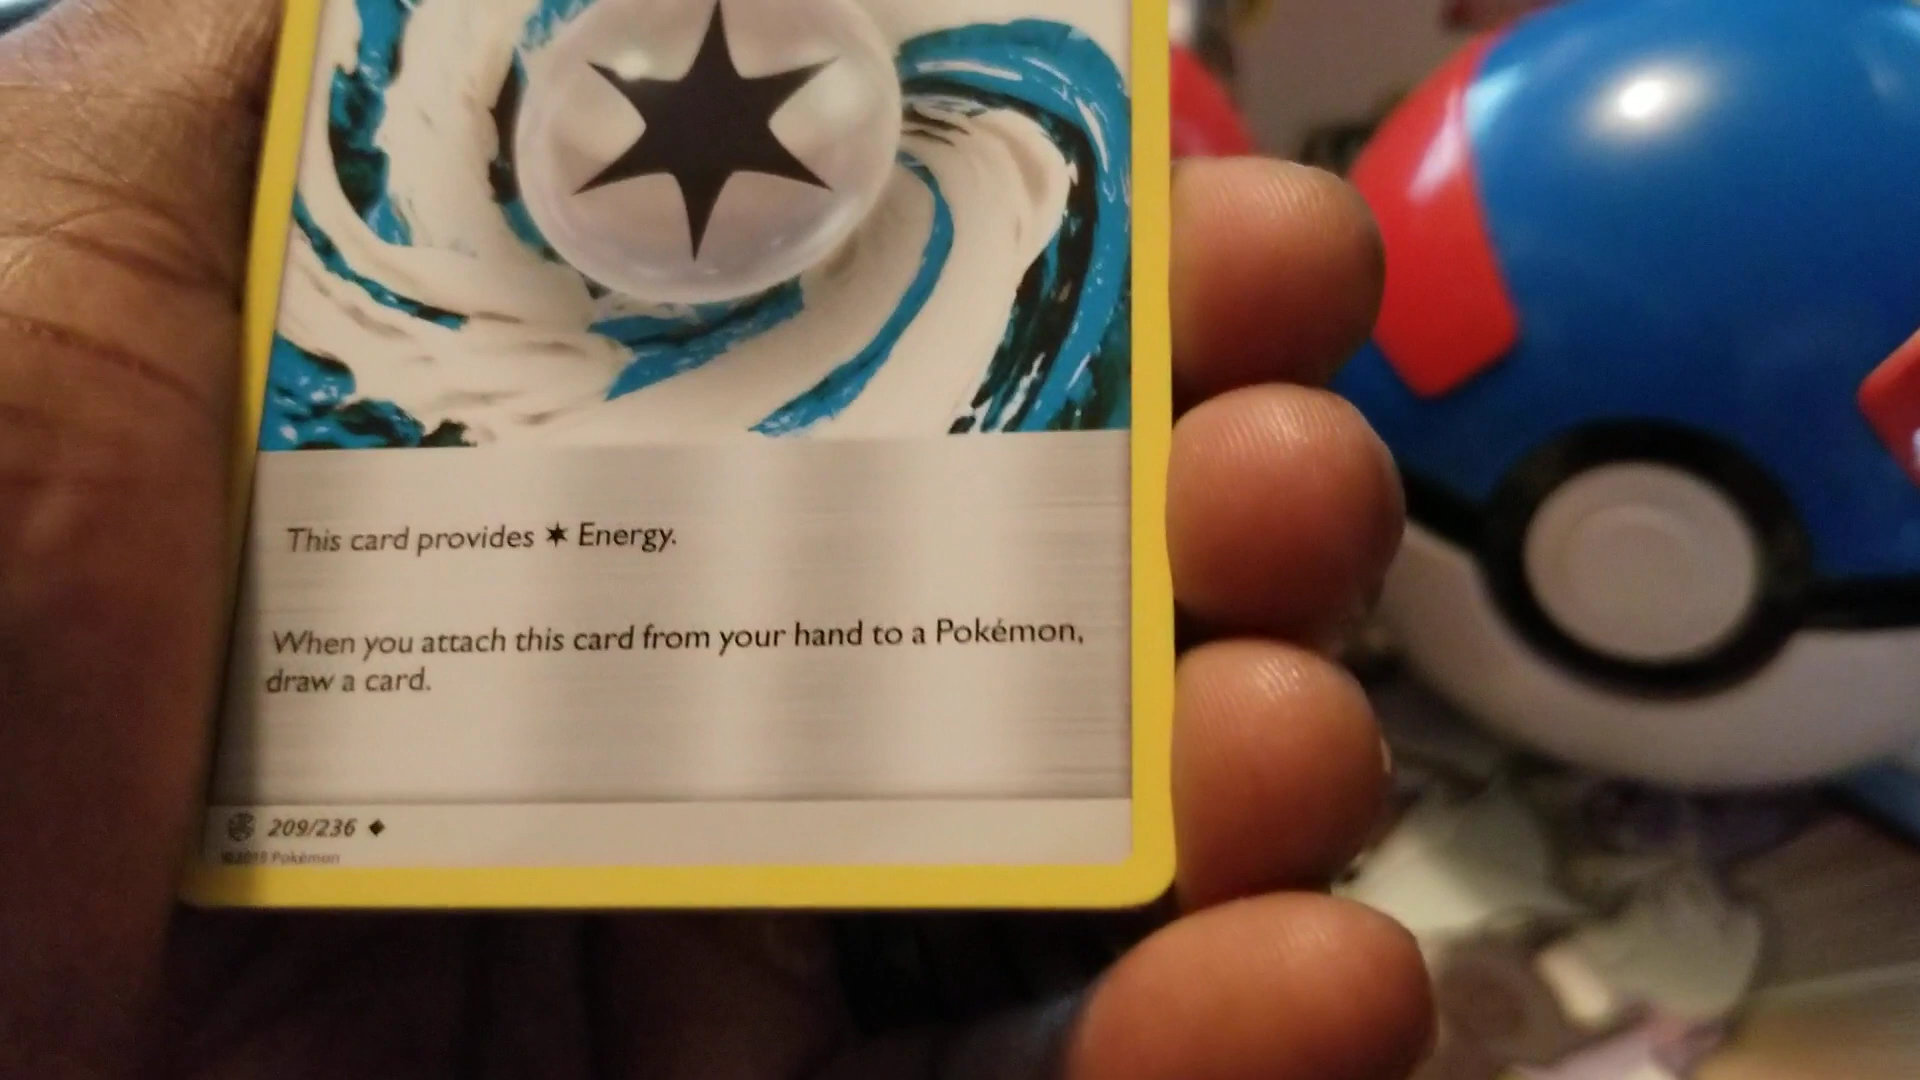 This card provides ✶ Energy.
When you attach this card from your hand to a Pokémon,
draw a card.
209/236 ◆
©2019 Pokémon